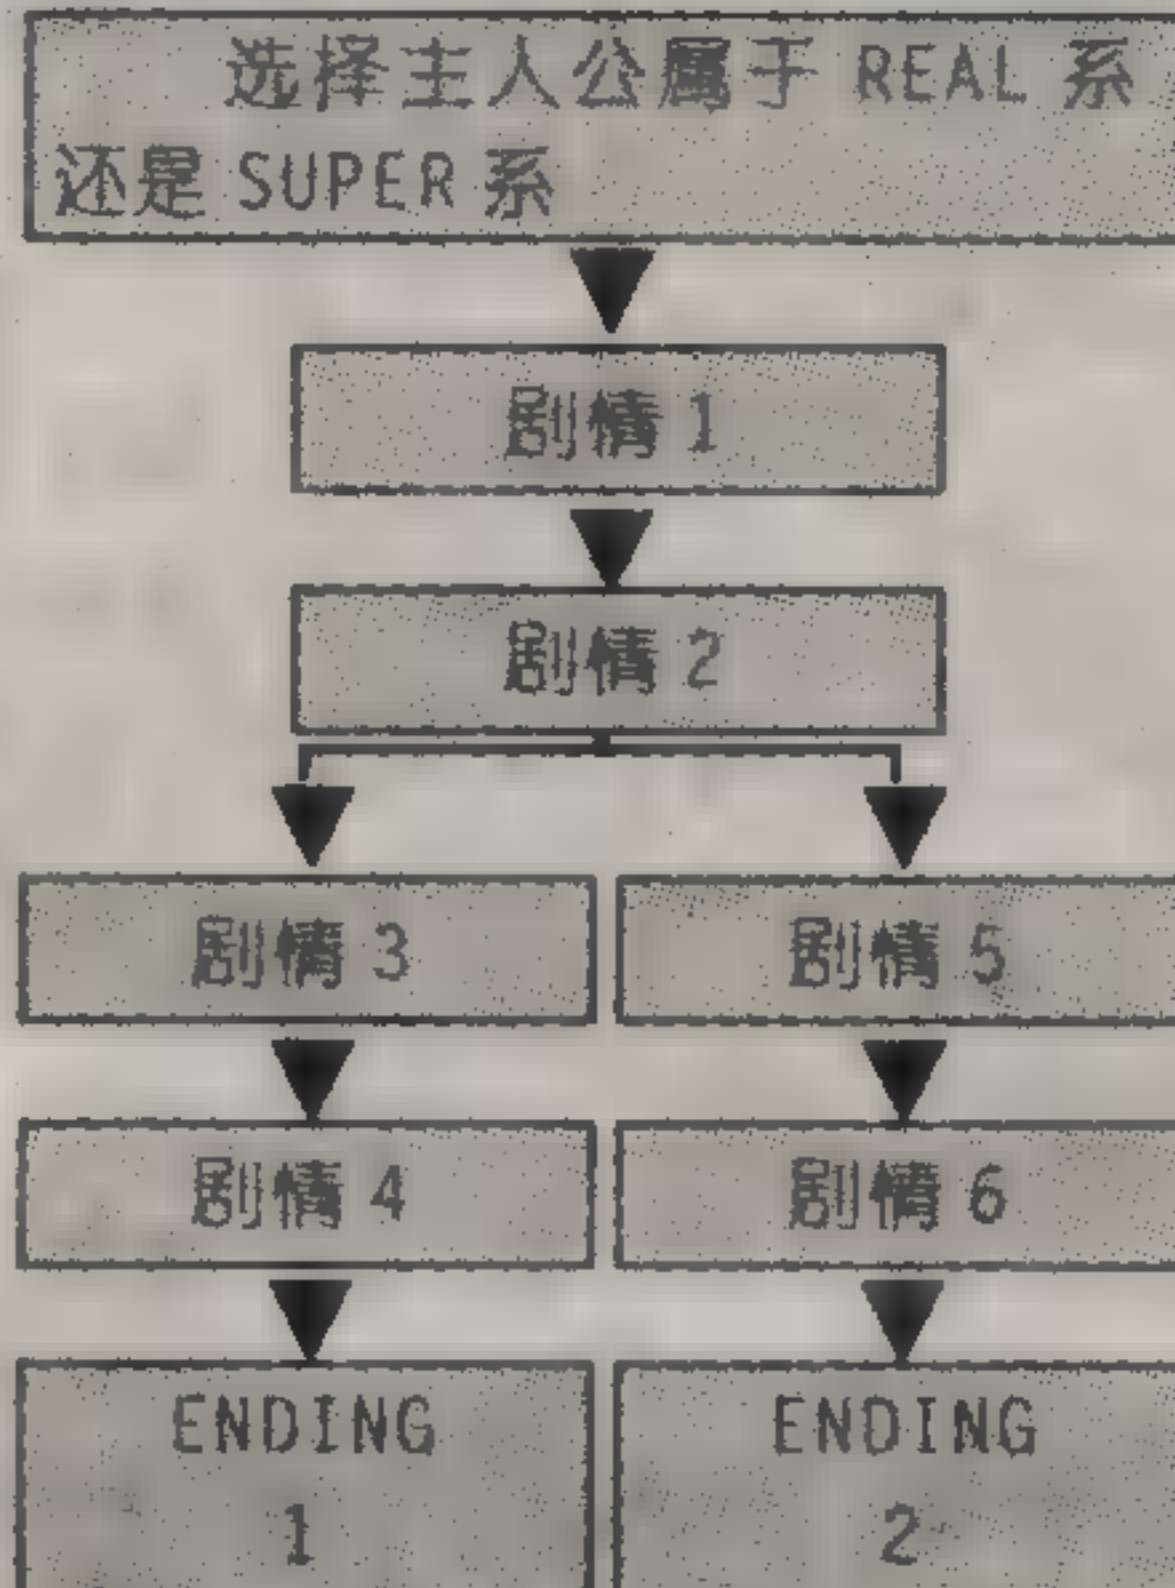 选择主人公属于 REAL 系
还是 SUPER 系
剧情 1
剧情 2
剧情 3
剧情 5
剧情 4
剧情 6
ENDING
1
ENDING
2